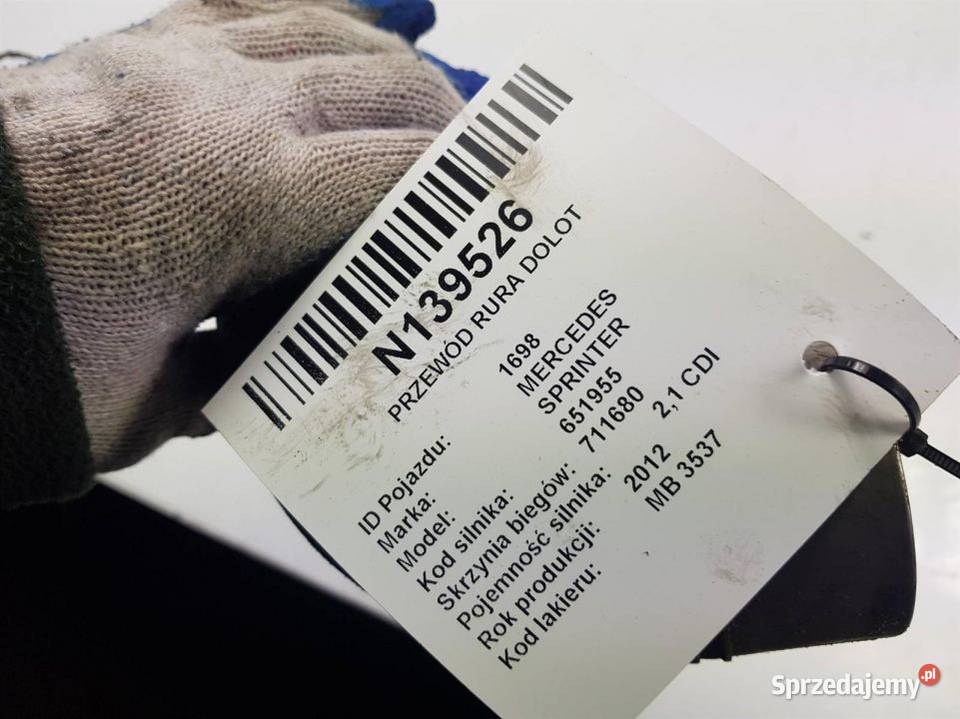 N139526
PRZEWÓD RURA DOLOT
ID Pojazdu: 1698
Marka: MERCEDES
Model: SPRINTER
Kod silnika: 651955
Skrzynia biegów: 711680
Pojemność silnika: 2,1 CDI
Rok produkcji: 2012
Kod lakieru: MB 3537
Sprzedajemy.pl